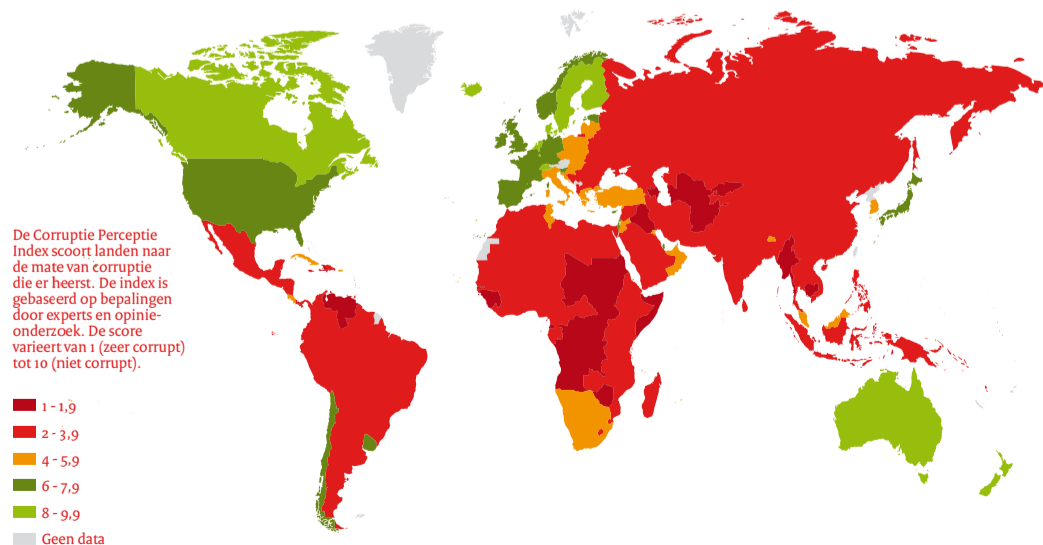 De Corruptie Perceptie
Index scoort landen naar
de mate van corruptie
die er heerst. De index is
gebaseerd op bepalingen
door experts en opinie-
onderzoek. De score
varieert van 1 (zeer corrupt)
tot 10 (niet corrupt).
1 - 1,9
2 - 3,9
4 - 5,9
6 - 7,9
8 - 9,9
Geen data